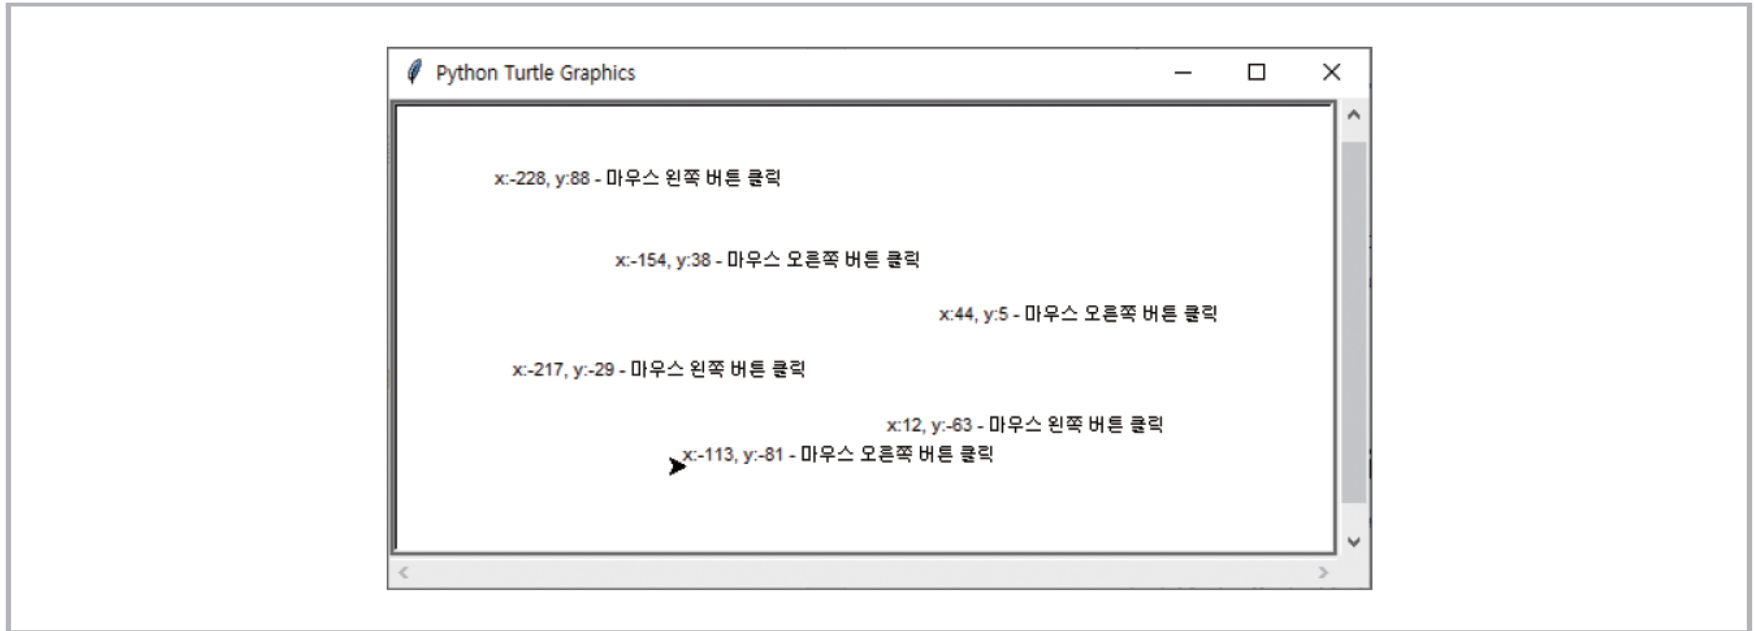 Python Turtle Graphics
x:-228, y:88 - 마우스 왼쪽 버튼 클릭
x:-154, y:38 - 마우스 오른쪽 버튼 클릭
x:44, y:5 - 마우스 오른쪽 버튼 클릭
x:-217, y:-29 - 마우스 왼쪽 버튼 클릭
x:12, y:-63 - 마우스 왼쪽 버튼 클릭
x:-113, y:-81 - 마우스 오른쪽 버튼 클릭